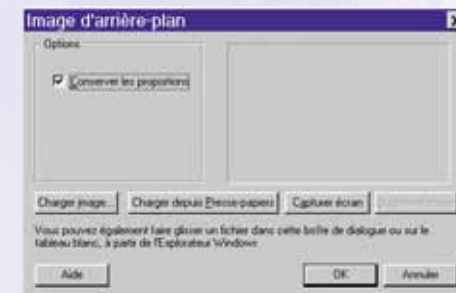 Image d'arrière-plan
Options
Conserver les proportions
Charger image... Charger depuis Presse-papiers Capturer écran
Vous pouvez également faire glisser un fichier dans cette boîte de dialogue ou sur le
tableau blanc, à partir de l'Explorateur Windows
Aide OK Annuler